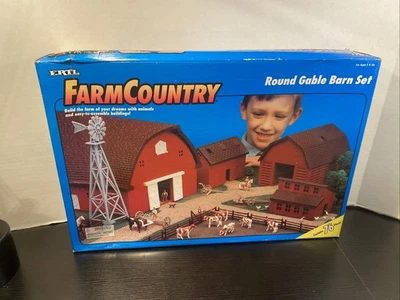 ERTL
FARMCOUNTRY
Build the farm of your dreams with animals
and easy-to-assemble buildings!
Round Gable Barn Set